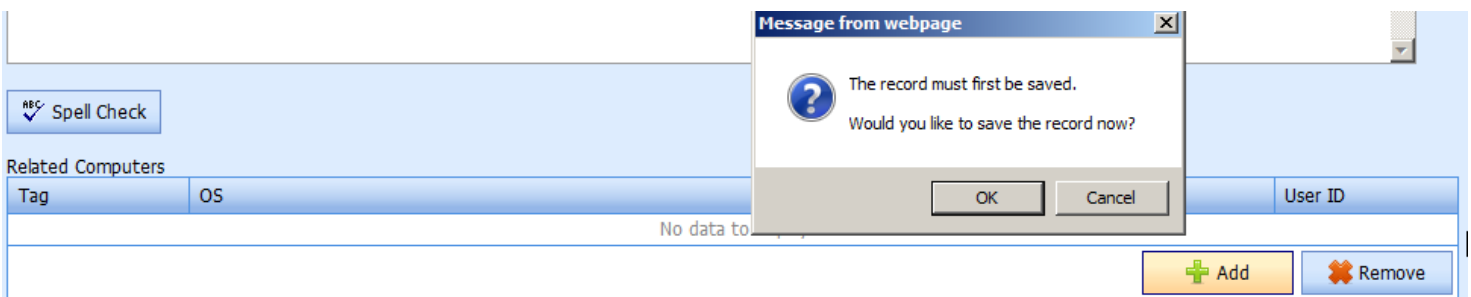 Message from webpage
The record must first be saved.
Would you like to save the record now?
OK
Cancel
ABC
Spell Check
Related Computers
Tag
OS
User ID
No data to
Add
Remove